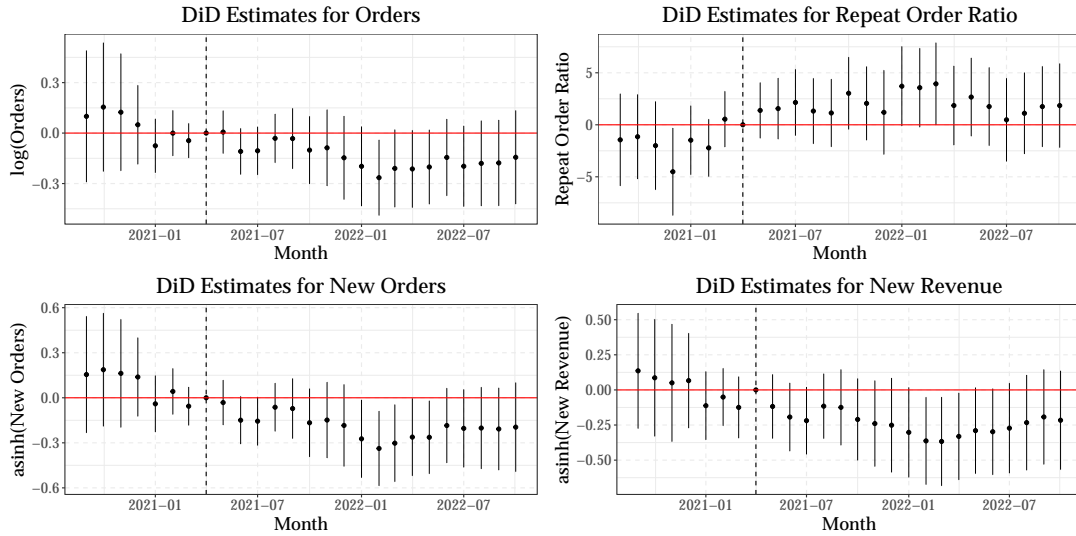 DiD Estimates for Orders
log(Orders)
0.3
0.0
−0.3
2021−01
2021−07
2022−01
2022−07
Month
DiD Estimates for Repeat Order Ratio
Repeat Order Ratio
5
0
−5
2021−01
2021−07
2022−01
2022−07
Month
DiD Estimates for New Orders
asinh(New Orders)
0.6
0.3
0.0
−0.3
−0.6
2021−01
2021−07
2022−01
2022−07
Month
DiD Estimates for New Revenue
asinh(New Revenue)
0.50
0.25
0.00
−0.25
−0.50
2021−01
2021−07
2022−01
2022−07
Month